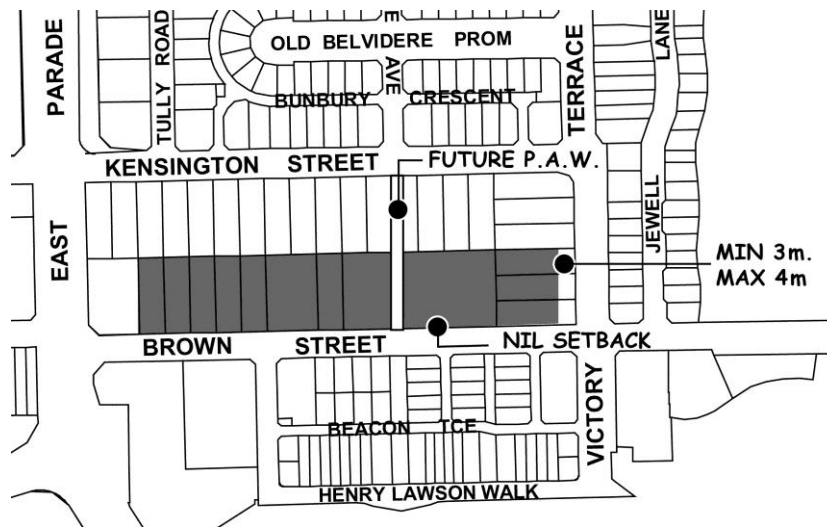 OLD BELVIDERE PROM
E AVE
LANE
PARADE
TULLY ROAD
BUNBURY CRESCENT
TERRACE
KENSINGTON STREET
FUTURE P.A.W.
JEWELL
EAST
MIN 3m.
MAX 4m
BROWN STREET
NIL SETBACK
VICTORY
BEACON TCE
HENRY LAWSON WALK